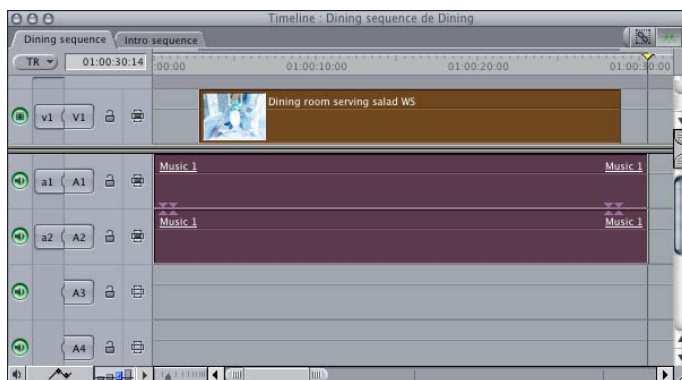 Timeline : Dining sequence de Dining
Dining sequence
Intro sequence
TR
01:00:30:14
:00:00
01:00:10:00
01:00:20:00
01:00:30:00
v1
V1
Dining room serving salad WS
a1
A1
Music 1
Music 1
a2
A2
Music 1
Music 1
A3
A4